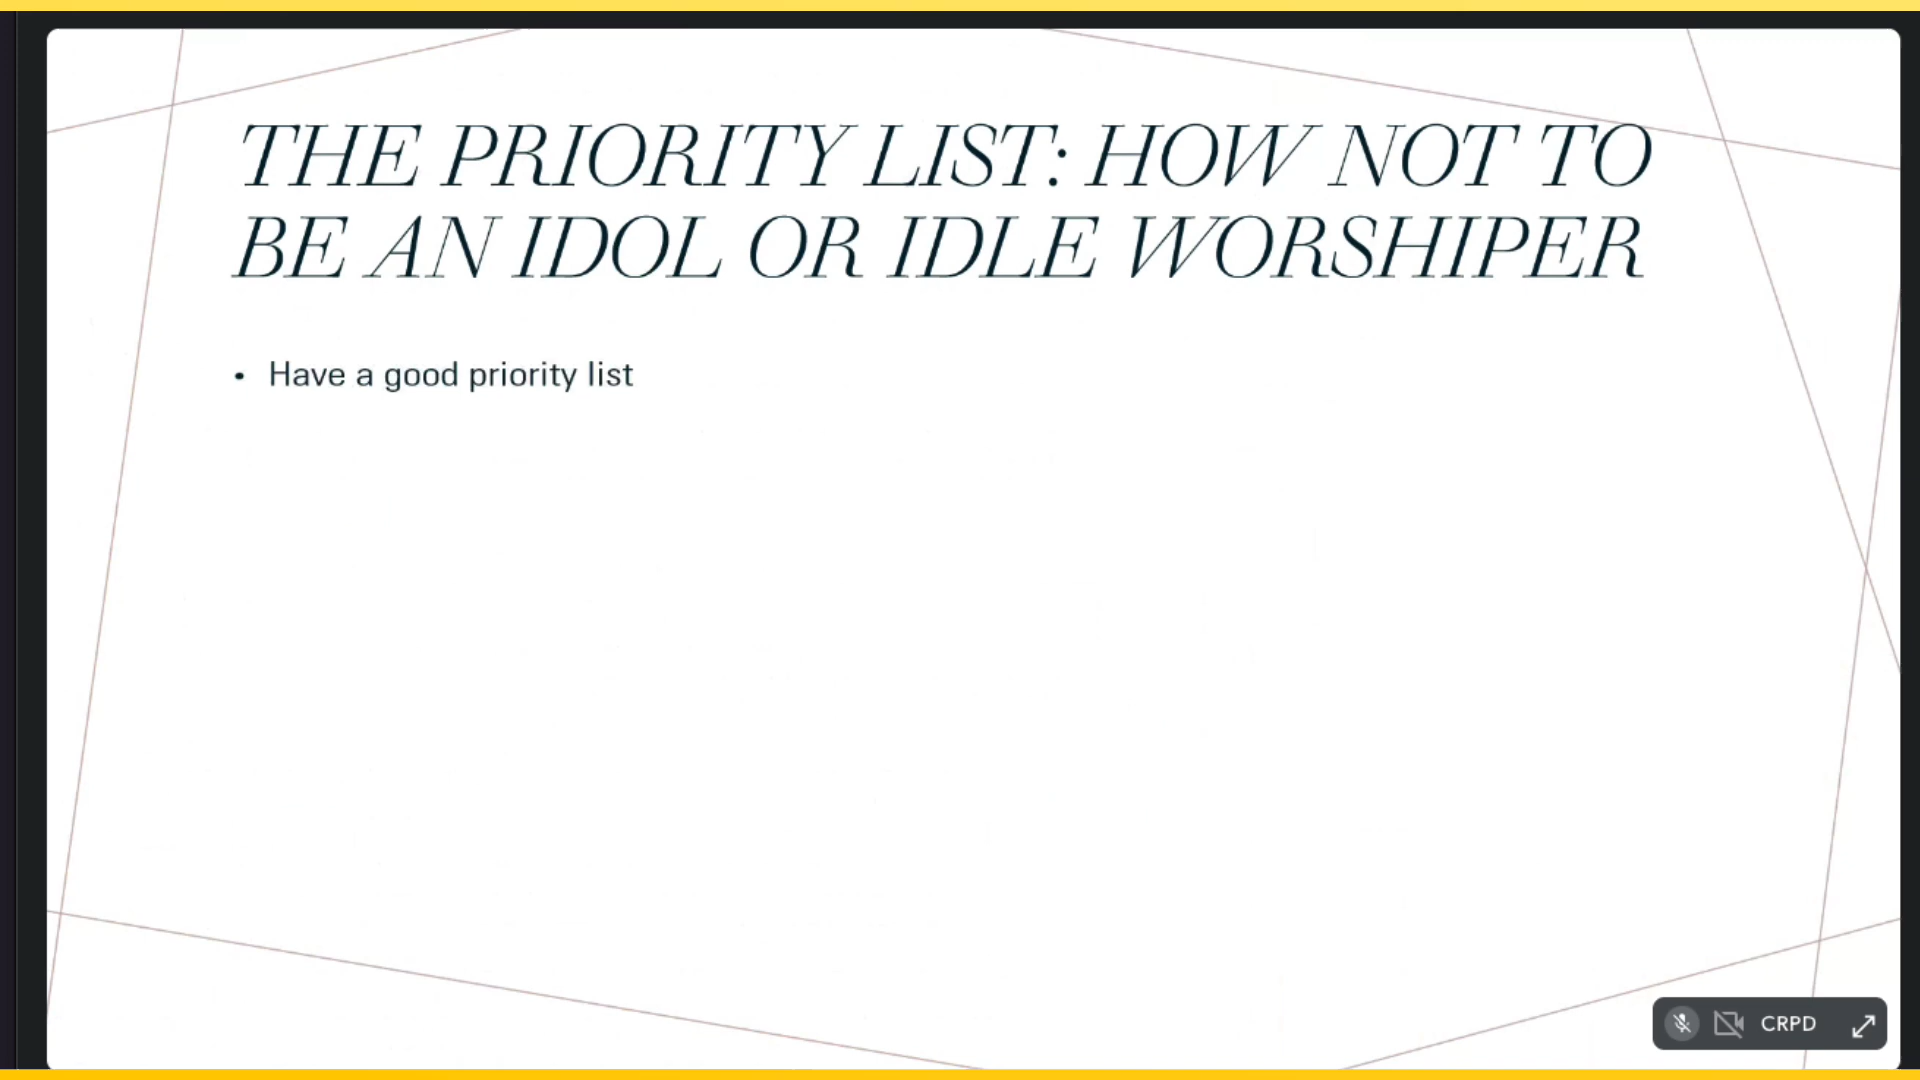 THE PRIORITY LIST: HOW NOT TO
BE AN IDOL OR IDLE WORSHIPER
• Have a good priority list
CRPD